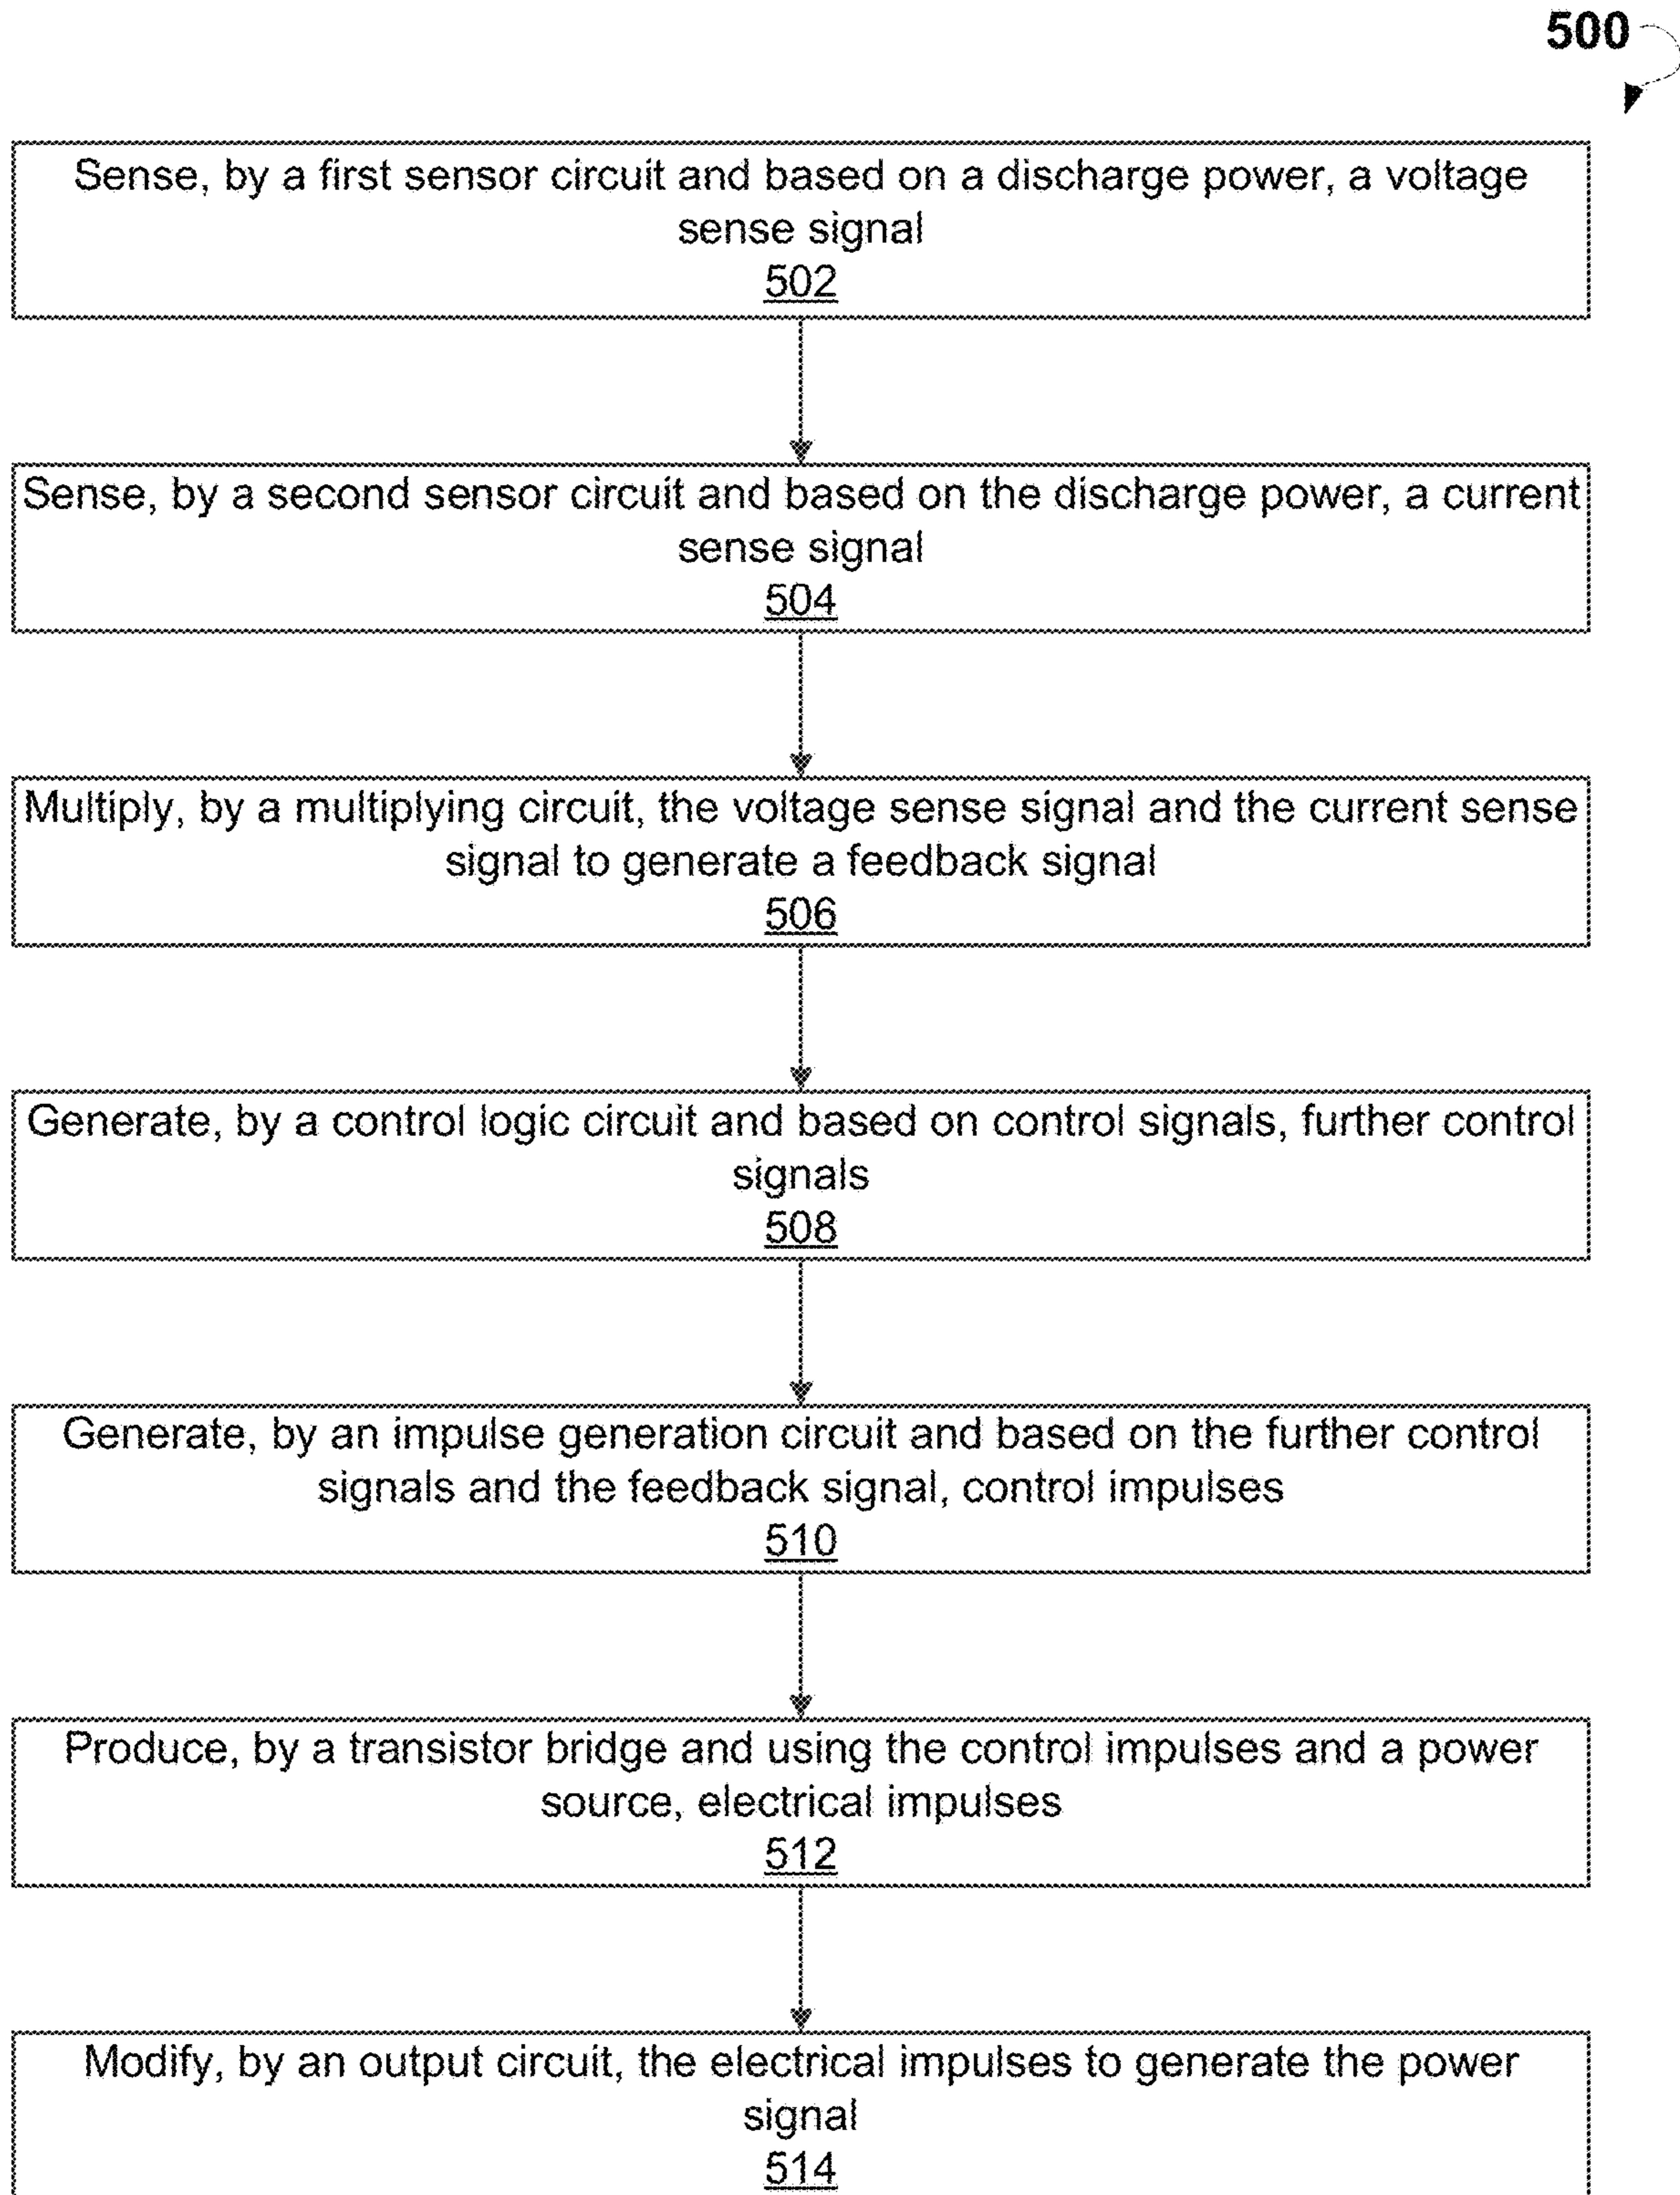 500
Sense, by a first sensor circuit and based on a discharge power, a voltage
sense signal
502
Sense, by a second sensor circuit and based on the discharge power, a current
sense signal
504
Multiply, by a multiplying circuit, the voltage sense signal and the current sense
signal to generate a feedback signal
506
Generate, by a control logic circuit and based on control signals, further control
signals
508
Generate, by an impulse generation circuit and based on the further control
signals and the feedback signal, control impulses
510
Produce, by a transistor bridge and using the control impulses and a power
source, electrical impulses
512
Modify, by an output circuit, the electrical impulses to generate the power
signal
514